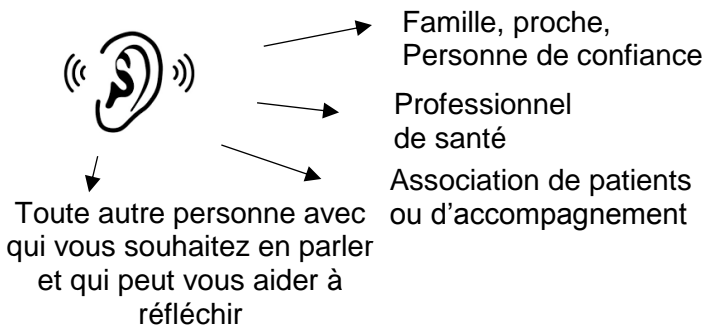 Famille, proche,
Personne de confiance
Professionnel
de santé
Association de patients
ou d'accompagnement
Toute autre personne avec
qui vous souhaitez en parler
et qui peut vous aider à
réfléchir